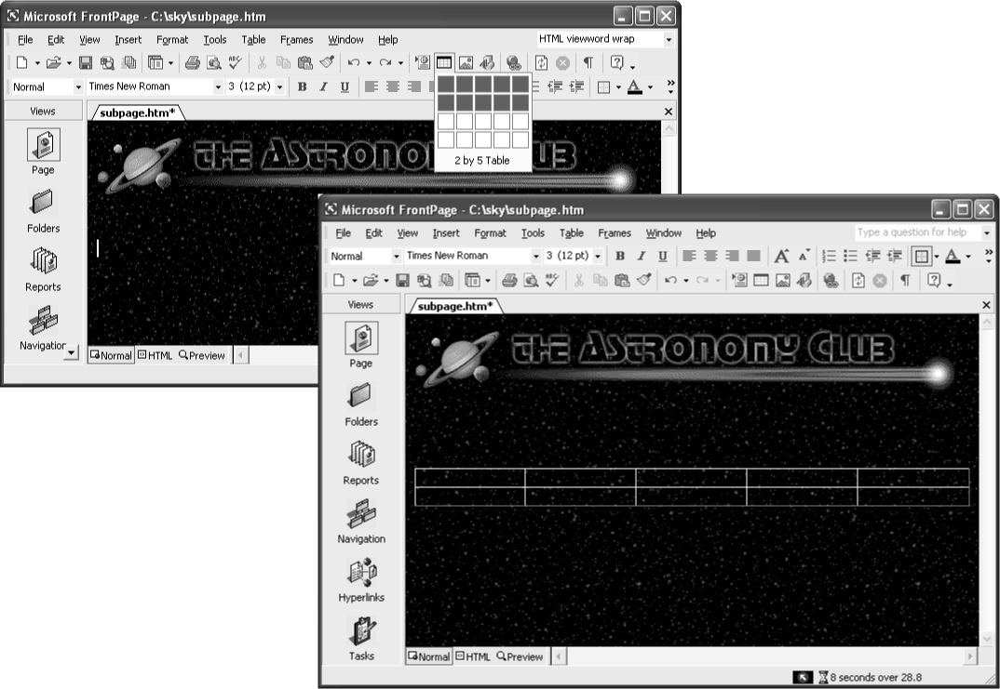 Microsoft FrontPage - C:\sky\subpage.htm
File Edit View Insert Format Tools Table Frames Window Help HTML viewword wrap
Normal Times New Roman 3 (12 pt) B I U
Views subpage.htm*
2 by 5 Table
the Astronomy Club
Page
Folders
Reports
Navigation
Normal HTML Preview
Microsoft FrontPage - C:\sky\subpage.htm
File Edit View Insert Format Tools Table Frames Window Help Type a question for help
Normal Times New Roman 3 (12 pt) B I U A A A
Views subpage.htm*
the Astronomy Club
Page
Folders
Reports
Navigation
Hyperlinks
Tasks
Normal HTML Preview
8 seconds over 28.8